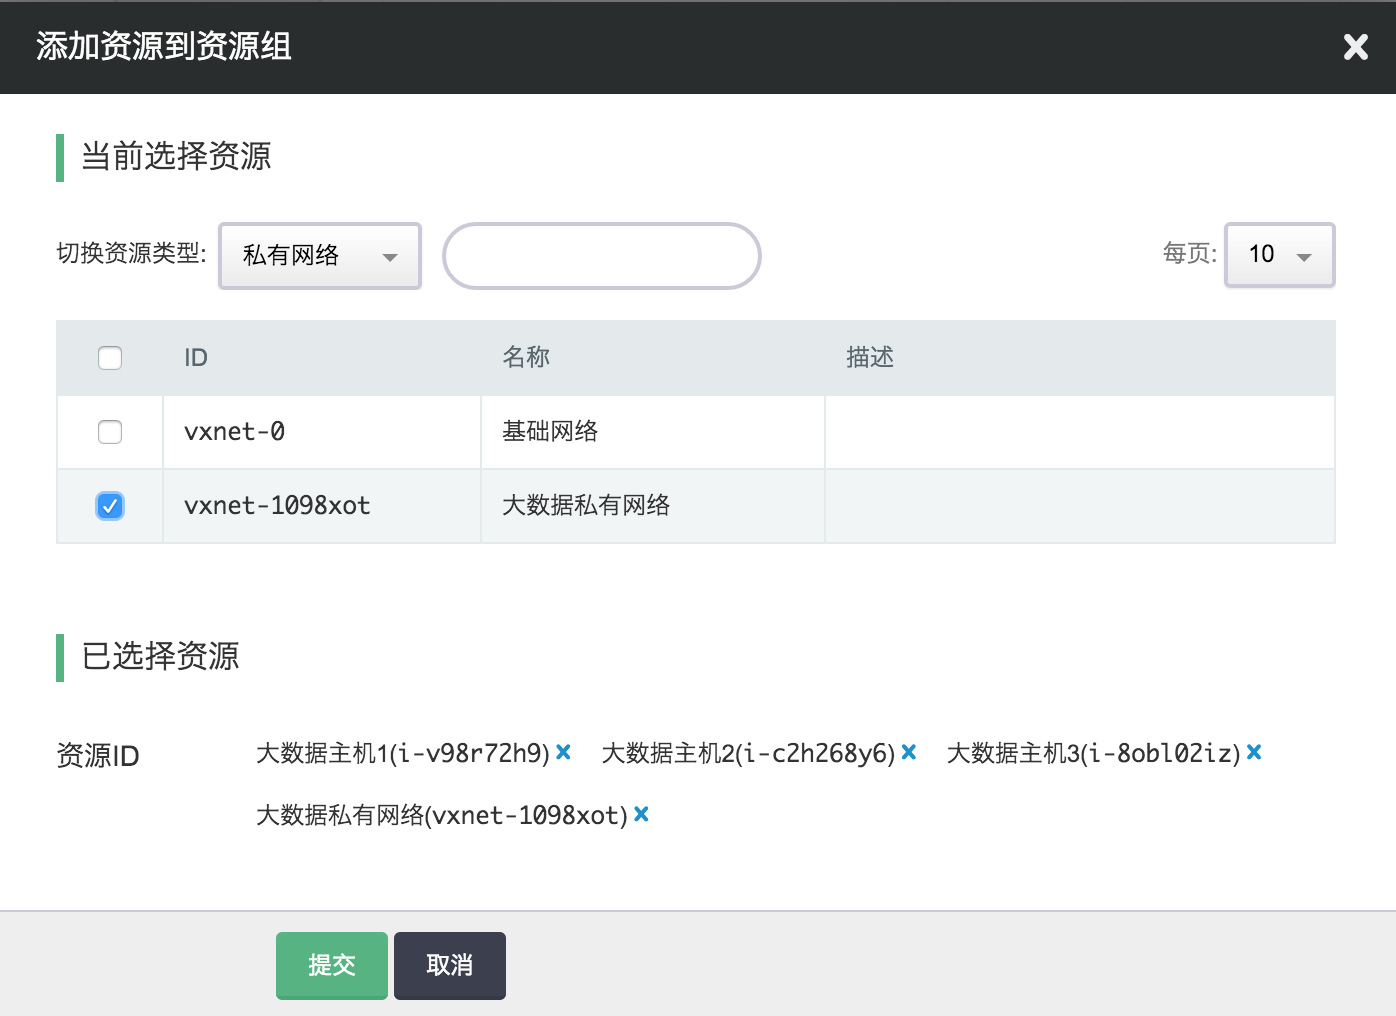 添加资源到资源组
当前选择资源
切换资源类型: 私有网络 每页: 10
ID 名称 描述
vxnet-0 基础网络
vxnet-1098xot 大数据私有网络
已选择资源
资源ID 大数据主机1(i-v98r72h9) 大数据主机2(i-c2h268y6) 大数据主机3(i-8obl02iz)
大数据私有网络(vxnet-1098xot)
提交 取消